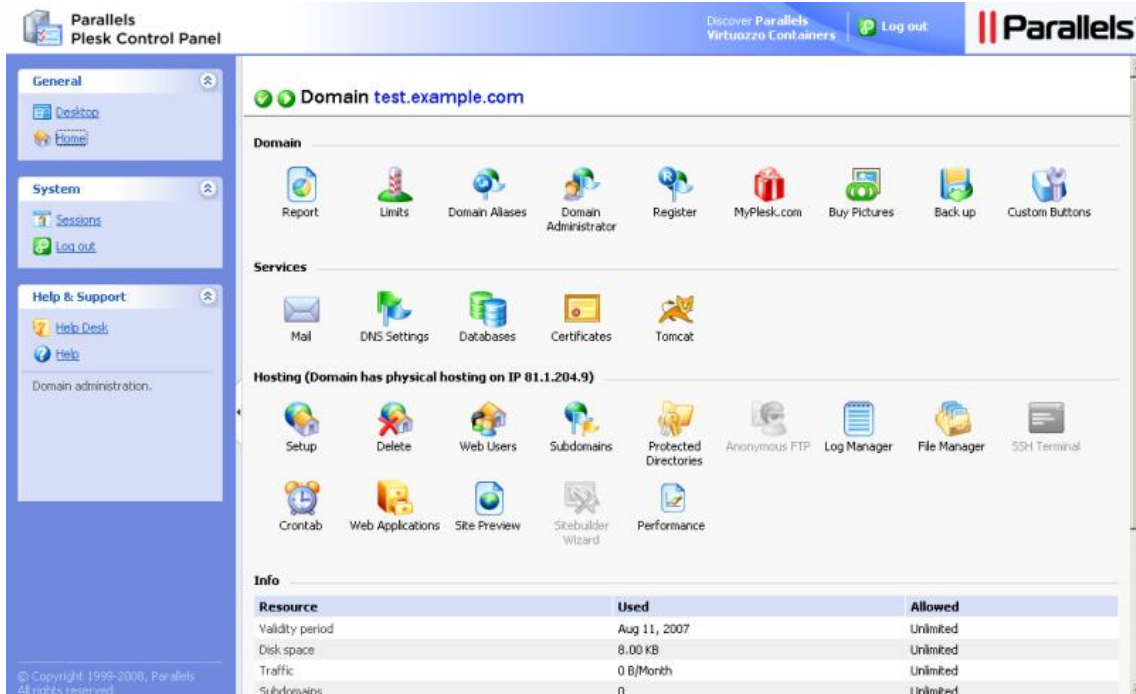 Parallels
Plesk Control Panel
Discover Parallels
Virtuozzo Containers
Log out
Parallels
General
Desktop
Home
System
Sessions
Log out
Help & Support
Help Desk
Help
Domain administration.
© Copyright 1999-2008, Parallels
All rights reserved
Domain test.example.com
Domain
Report Limits Domain Aliases Domain Administrator Register MyPlesk.com Buy Pictures Back up Custom Buttons
Services
Mail DNS Settings Databases Certificates Tomcat
Hosting (Domain has physical hosting on IP 81.1.204.9)
Setup Delete Web Users Subdomains Protected Directories Anonymous FTP Log Manager File Manager SSH Terminal
Crontab Web Applications Site Preview Sitebuilder Wizard Performance
Info
Resource Used Allowed
Validity period Aug 11, 2007 Unlimited
Disk space 8.00 KB Unlimited
Traffic 0 B/Month Unlimited
Subdomains 0 Unlimited